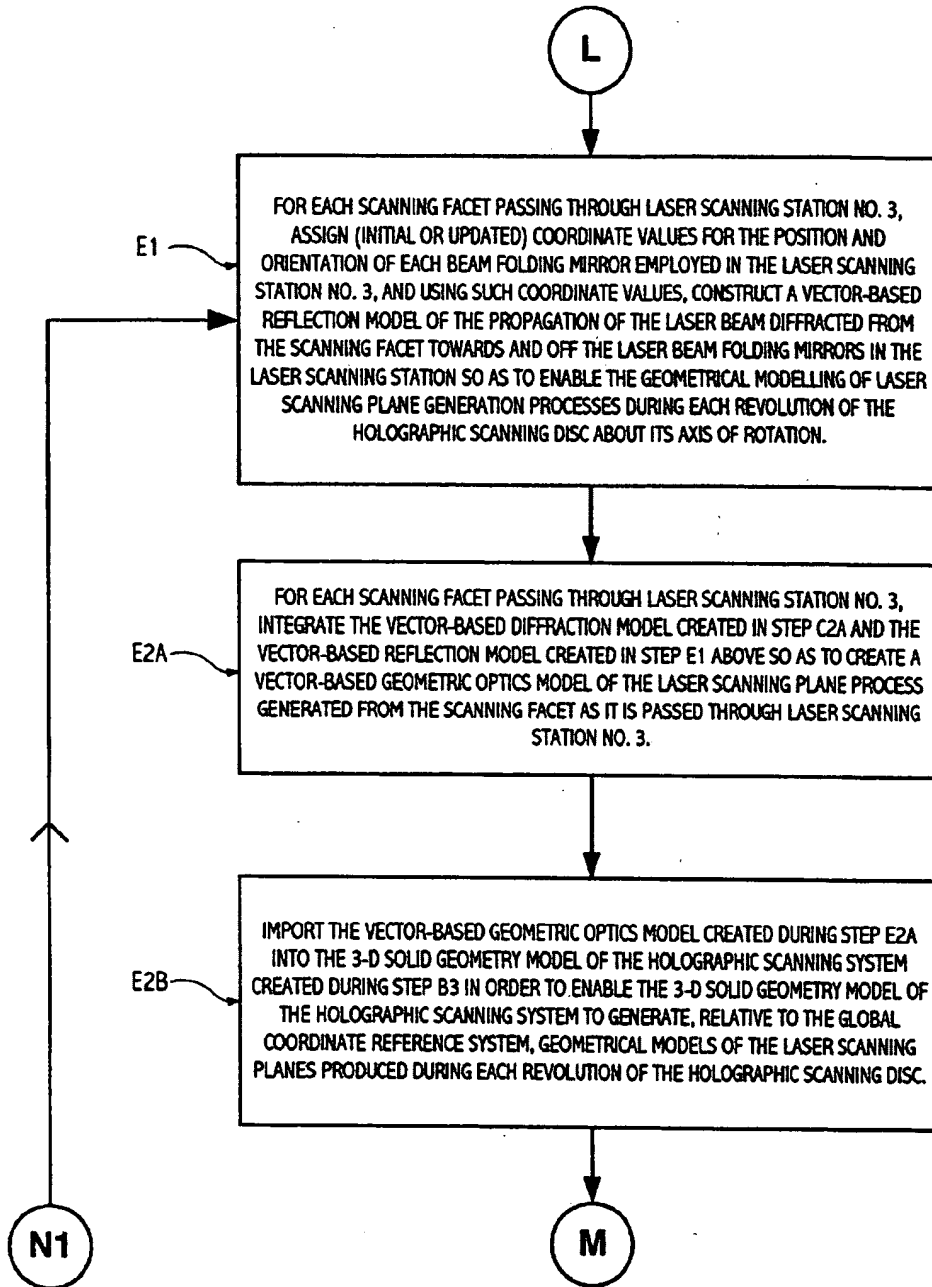 L
E1
FOR EACH SCANNING FACET PASSING THROUGH LASER SCANNING STATION NO. 3,
ASSIGN (INITIAL OR UPDATED) COORDINATE VALUES FOR THE POSITION AND
ORIENTATION OF EACH BEAM FOLDING MIRROR EMPLOYED IN THE LASER SCANNING
STATION NO. 3, AND USING SUCH COORDINATE VALUES, CONSTRUCT A VECTOR-BASED
REFLECTION MODEL OF THE PROPAGATION OF THE LASER BEAM DIFFRACTED FROM
THE SCANNING FACET TOWARDS AND OFF THE LASER BEAM FOLDING MIRRORS IN THE
LASER SCANNING STATION SO AS TO ENABLE THE GEOMETRICAL MODELLING OF LASER
SCANNING PLANE GENERATION PROCESSES DURING EACH REVOLUTION OF THE
HOLOGRAPHIC SCANNING DISC ABOUT ITS AXIS OF ROTATION.
E2A
FOR EACH SCANNING FACET PASSING THROUGH LASER SCANNING STATION NO. 3,
INTEGRATE THE VECTOR-BASED DIFFRACTION MODEL CREATED IN STEP C2A AND THE
VECTOR-BASED REFLECTION MODEL CREATED IN STEP E1 ABOVE SO AS TO CREATE A
VECTOR-BASED GEOMETRIC OPTICS MODEL OF THE LASER SCANNING PLANE PROCESS
GENERATED FROM THE SCANNING FACET AS IT IS PASSED THROUGH LASER SCANNING
STATION NO. 3.
E2B
IMPORT THE VECTOR-BASED GEOMETRIC OPTICS MODEL CREATED DURING STEP E2A
INTO THE 3-D SOLID GEOMETRY MODEL OF THE HOLOGRAPHIC SCANNING SYSTEM
CREATED DURING STEP B3 IN ORDER TO ENABLE THE 3-D SOLID GEOMETRY MODEL OF
THE HOLOGRAPHIC SCANNING SYSTEM TO GENERATE, RELATIVE TO THE GLOBAL
COORDINATE REFERENCE SYSTEM, GEOMETRICAL MODELS OF THE LASER SCANNING
PLANES PRODUCED DURING EACH REVOLUTION OF THE HOLOGRAPHIC SCANNING DISC.
N1
M